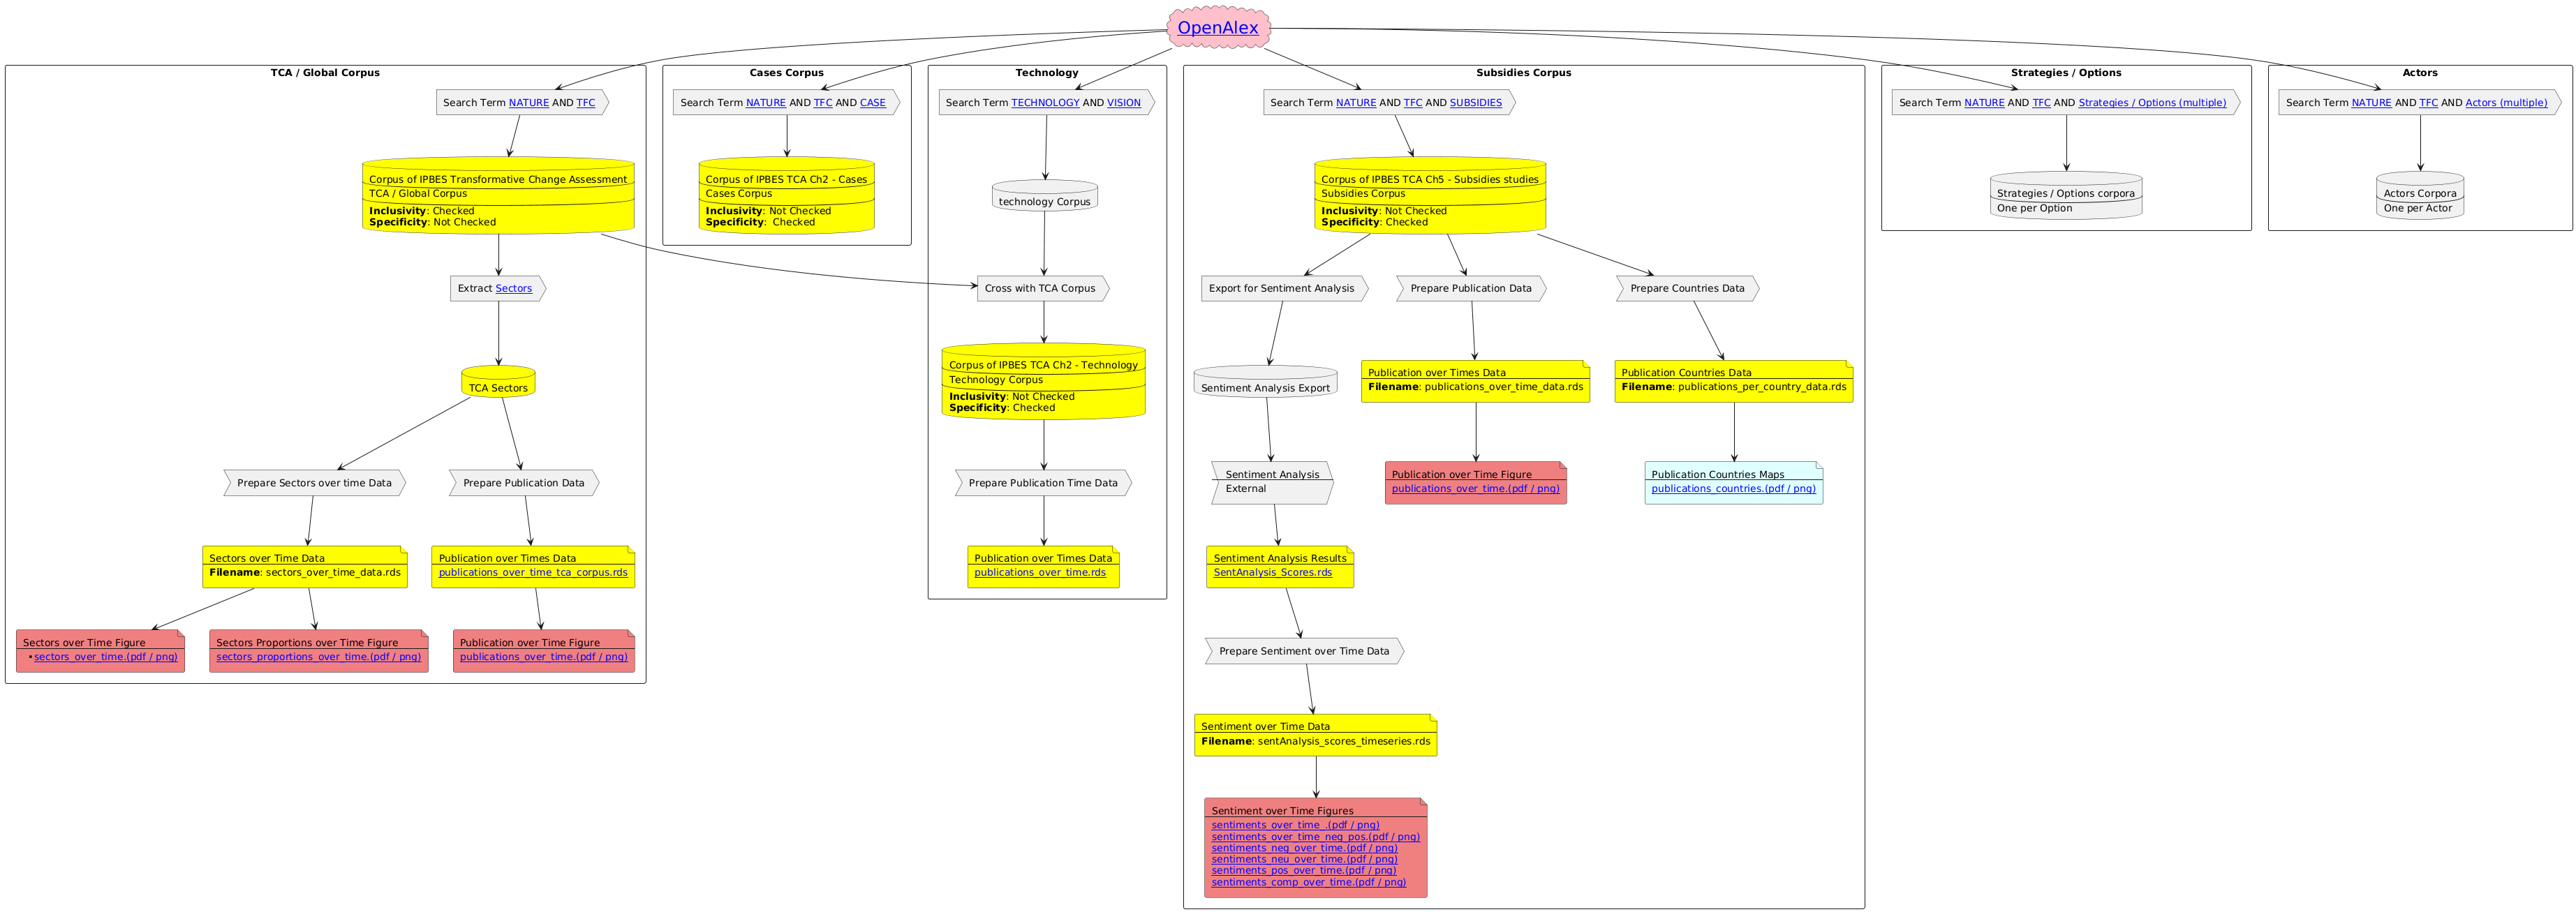 OpenAlex
TCA / Global Corpus
Search Term NATURE AND TFC
Corpus of IPBES Transformative Change Assessment
TCA / Global Corpus
Inclusivity: Checked
Specificity: Not Checked
Extract Sectors
TCA Sectors
Prepare Sectors over time Data
Prepare Publication Data
Sectors over Time Data
Filename: sectors_over_time_data.rds
Publication over Times Data
publications_over_time_tca_corpus.rds
Sectors over Time Figure
• sectors_over_time.(pdf / png)
Sectors Proportions over Time Figure
sectors_proportions_over_time.(pdf / png)
Publication over Time Figure
publications_over_time.(pdf / png)
Cases Corpus
Search Term NATURE AND TFC AND CASE
Corpus of IPBES TCA Ch2 - Cases
Cases Corpus
Inclusivity: Not Checked
Specificity: Checked
Technology
Search Term TECHNOLOGY AND VISION
technology Corpus
Cross with TCA Corpus
Corpus of IPBES TCA Ch2 - Technology
Technology Corpus
Inclusivity: Not Checked
Specificity: Checked
Prepare Publication Time Data
Publication over Times Data
publications_over_time.rds
Subsidies Corpus
Search Term NATURE AND TFC AND SUBSIDIES
Corpus of IPBES TCA Ch5 - Subsidies studies
Subsidies Corpus
Inclusivity: Not Checked
Specificity: Checked
Export for Sentiment Analysis
Prepare Publication Data
Prepare Countries Data
Sentiment Analysis Export
Publication over Times Data
Filename: publications_over_time_data.rds
Publication Countries Data
Filename: publications_per_country_data.rds
Sentiment Analysis
External
Publication over Time Figure
publications_over_time.(pdf / png)
Publication Countries Maps
publications_countries.(pdf / png)
Sentiment Analysis Results
SentAnalysis_Scores.rds
Prepare Sentiment over Time Data
Sentiment over Time Data
Filename: sentAnalysis_scores_timeseries.rds
Sentiment over Time Figures
sentiments_over_time_.(pdf / png)
sentiments_over_time_neg_pos.(pdf / png)
sentiments_neg_over_time.(pdf / png)
sentiments_neu_over_time.(pdf / png)
sentiments_pos_over_time.(pdf / png)
sentiments_comp_over_time.(pdf / png)
Strategies / Options
Search Term NATURE AND TFC AND Strategies / Options (multiple)
Strategies / Options corpora
One per Option
Actors
Search Term NATURE AND TFC AND Actors (multiple)
Actors Corpora
One per Actor